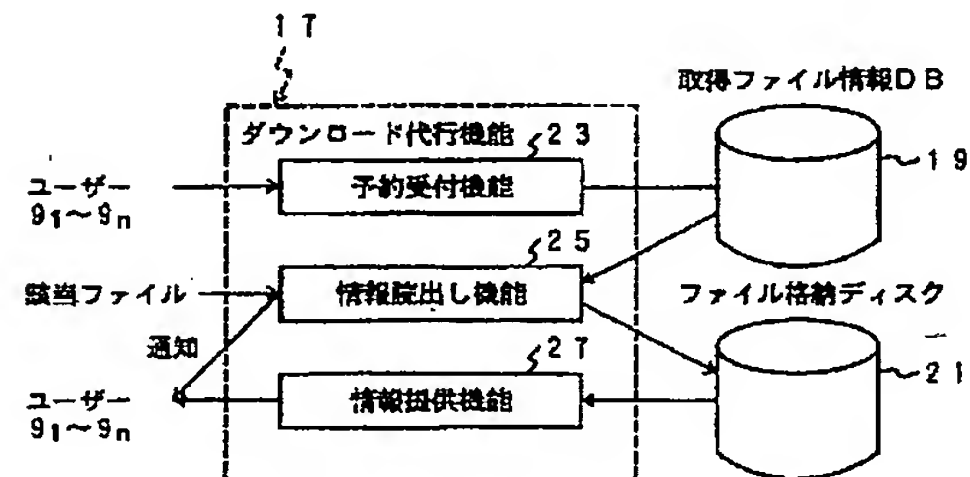 １７
取得ファイル情報ＤＢ
ダウンロード代行機能
２３
１９
ユーザー
9₁～9ₙ
予約受付機能
２５
該当ファイル
情報読出し機能
ファイル格納ディスク
通知
２７
２１
ユーザー
9₁～9ₙ
情報提供機能